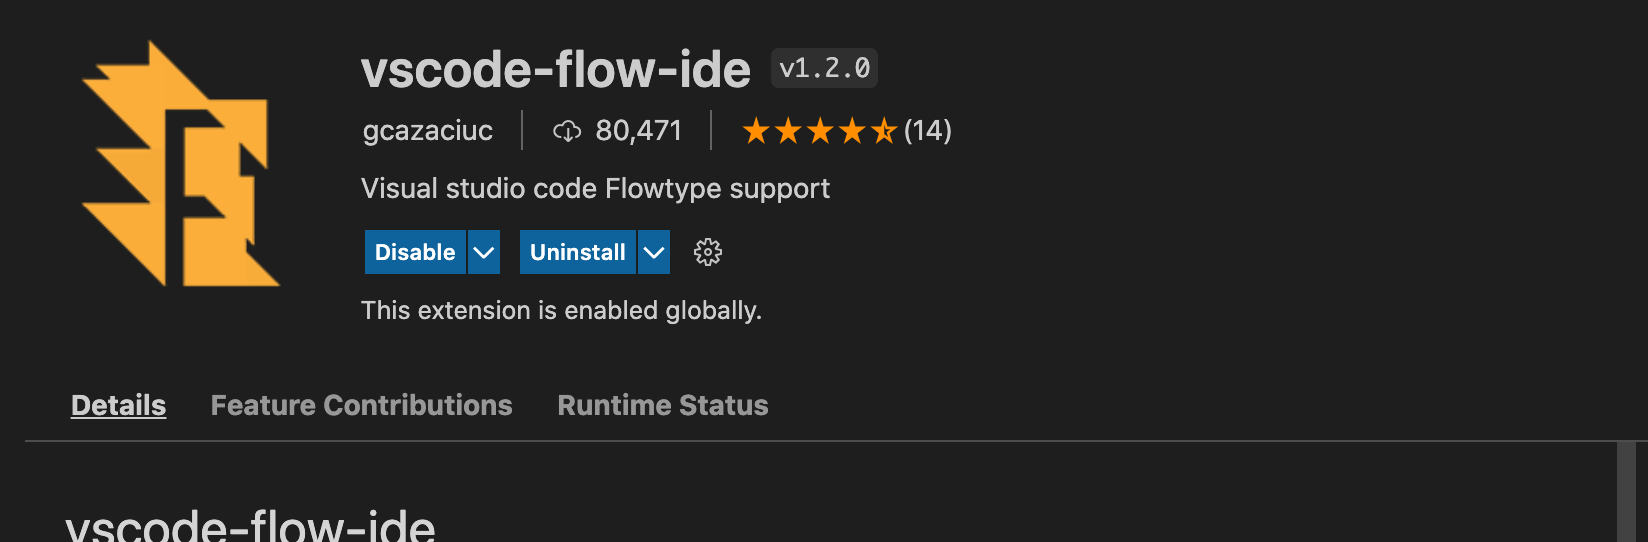 vscode-flow-ide v1.2.0
gcazaciuc 80,471 (14)
Visual studio code Flowtype support
Disable Uninstall
This extension is enabled globally.
Details Feature Contributions Runtime Status
vscode-flow-ide